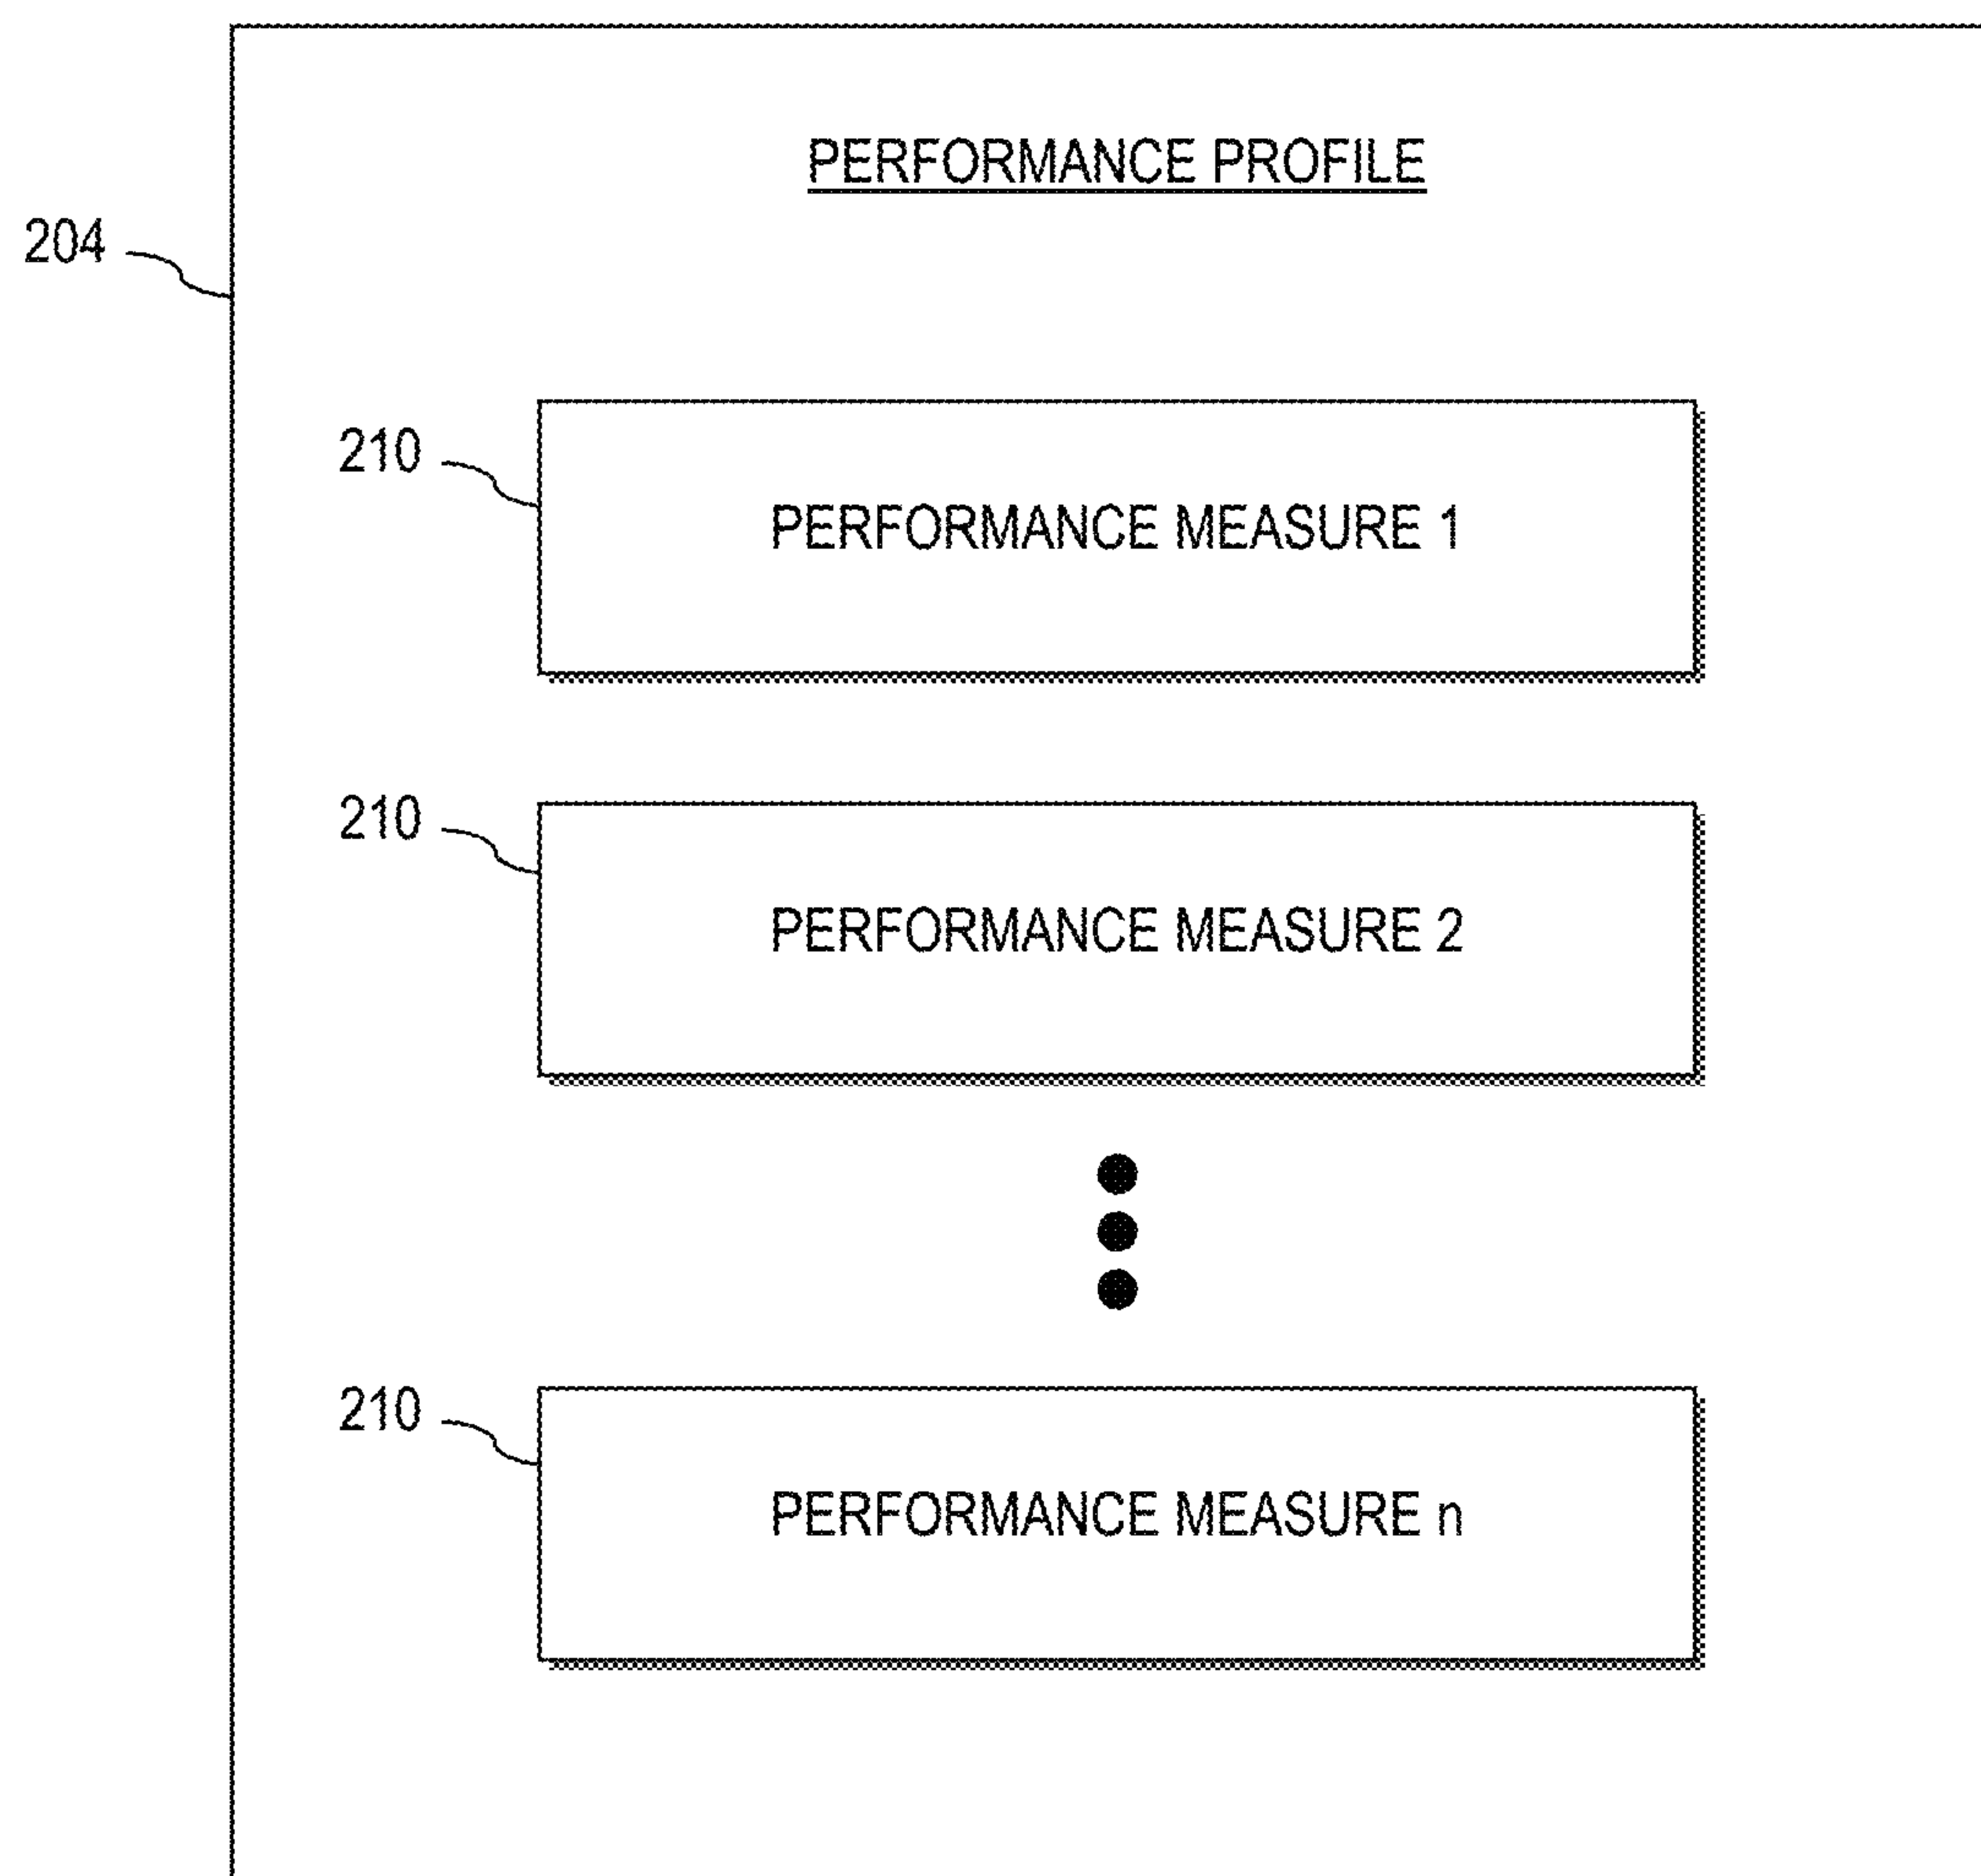 PERFORMANCE PROFILE
204
210
PERFORMANCE MEASURE 1
210
PERFORMANCE MEASURE 2
210
PERFORMANCE MEASURE n